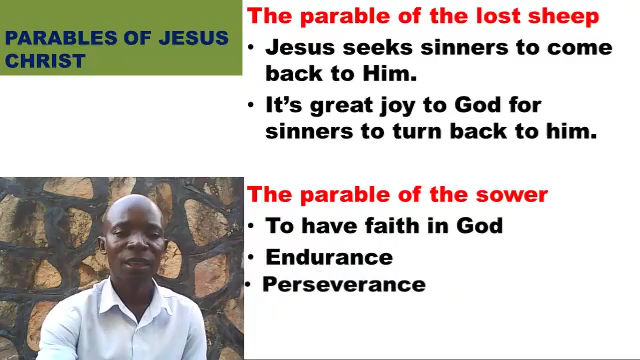 PARABLES OF JESUS
CHRIST
The parable of the lost sheep
• Jesus seeks sinners to come
back to Him.
• It’s great joy to God for
sinners to turn back to him.
The parable of the sower
• To have faith in God
• Endurance
• Perseverance